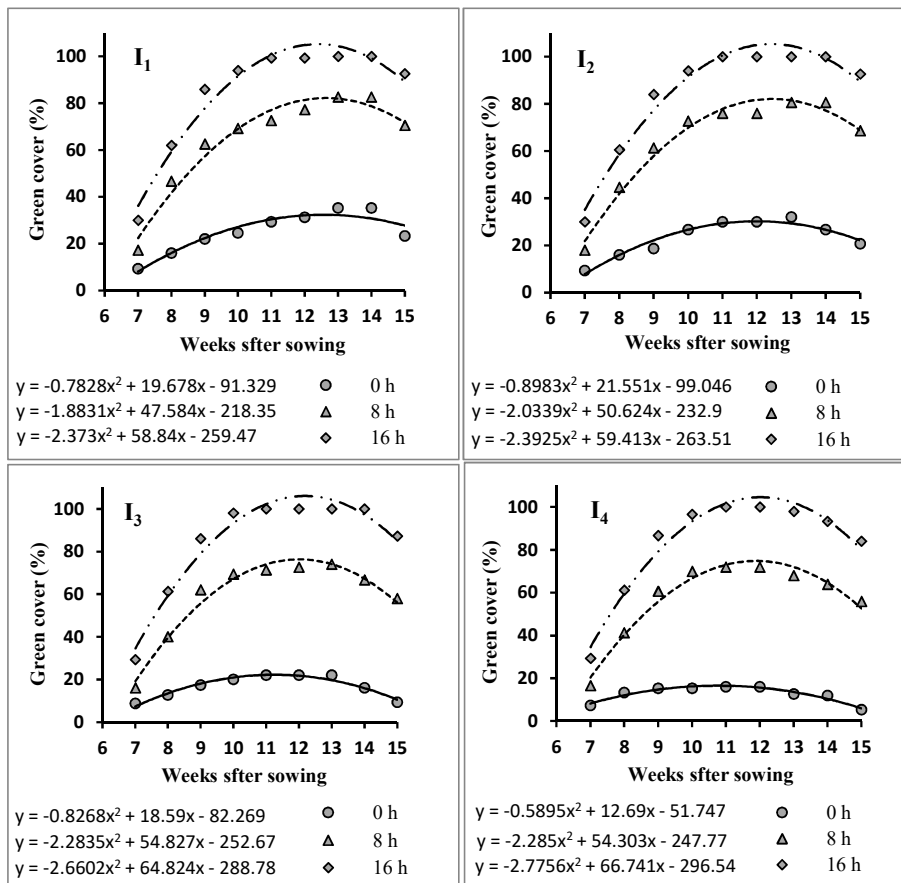 I1
Green cover (%)
100
80
60
40
20
0
6 7 8 9 10 11 12 13 14 15
Weeks sfter sowing
y = -0.7828x² + 19.678x - 91.329 0 h
y = -1.8831x² + 47.584x - 218.35 8 h
y = -2.373x² + 58.84x - 259.47 16 h
I2
Green cover (%)
100
80
60
40
20
0
6 7 8 9 10 11 12 13 14 15
Weeks sfter sowing
y = -0.8983x² + 21.551x - 99.046 0 h
y = -2.0339x² + 50.624x - 232.9 8 h
y = -2.3925x² + 59.413x - 263.51 16 h
I3
Green cover (%)
100
80
60
40
20
0
6 7 8 9 10 11 12 13 14 15
Weeks sfter sowing
y = -0.8268x² + 18.59x - 82.269 0 h
y = -2.2835x² + 54.827x - 252.67 8 h
y = -2.6602x² + 64.824x - 288.78 16 h
I4
Green cover (%)
100
80
60
40
20
0
6 7 8 9 10 11 12 13 14 15
Weeks sfter sowing
y = -0.5895x² + 12.69x - 51.747 0 h
y = -2.285x² + 54.303x - 247.77 8 h
y = -2.7756x² + 66.741x - 296.54 16 h